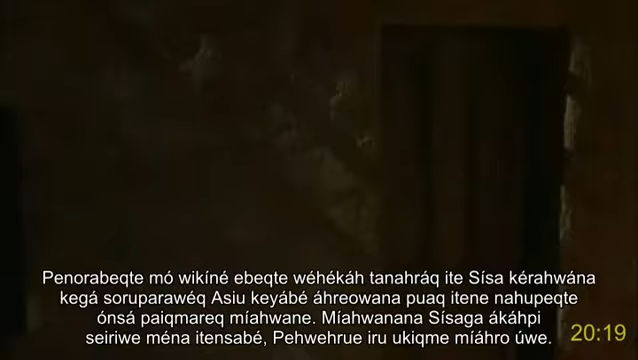 Penorabeqte mó wikíné ebeqte wéhékáh tanahráq ite Sísa kérahwána
kegá soruparawéq Asiu keyábé áhreowana puaq itene nahupeqte
ónsá paiqmareq míahwane. Míahwanana Sísaga ákáhpi
seiriwe ména itensabé, Pehwehrue iru ukiqme míáhro úwe.
20:19